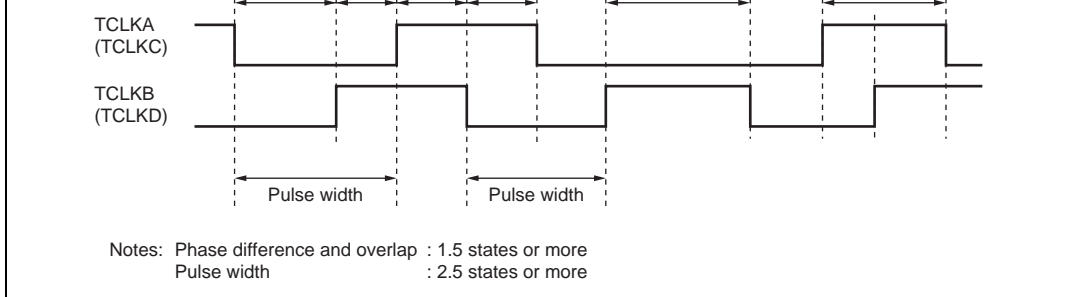 TCLKA
(TCLKC)
TCLKB
(TCLKD)
Pulse width Pulse width
Notes: Phase difference and overlap : 1.5 states or more
Pulse width : 2.5 states or more